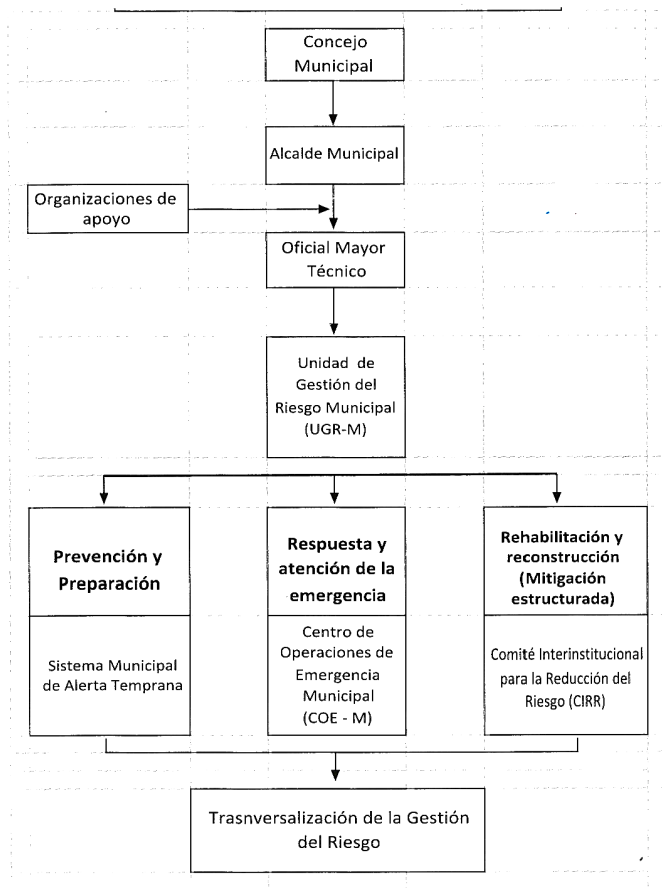 Concejo
Municipal
Alcalde Municipal
Organizaciones de
apoyo
Oficial Mayor
Técnico
Unidad de
Gestión del
Riesgo Municipal
(UGR-M)
Prevención y
Preparación
Sistema Municipal
de Alerta Temprana
Respuesta y
atención de la
emergencia
Centro de
Operaciones de
Emergencia
Municipal
(COE - M)
Rehabilitación y
reconstrucción
(Mitigación
estructurada)
Comité Interinstitucional
para la Reducción del
Riesgo (CIRR)
Trasnversalización de la Gestión
del Riesgo